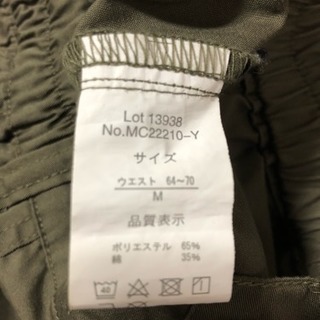 Lot 13938
No.MC22210-Y
サイズ
ウエスト 64~70
M
品質表示
ポリエステル 65%
綿 35%
40